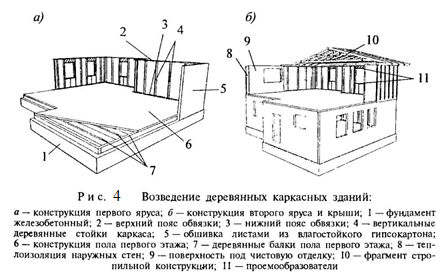 а)
б)
2
3
4
5
1
6
7
9
8
10
11
Рис. 4 Возведение деревянных каркасных зданий:
а — конструкция первого яруса; б — конструкция второго яруса и крыши; 1 — фундамент
железобетонный; 2 — верхний пояс обвязки; 3 — нижний пояс обвязки; 4 — вертикаль-
ные деревянные стойки каркаса; 5 — обшивка листами из влагостойкого гипсокартона;
6 — конструкция пола первого этажа; 7 — деревянные балки пола первого этажа; 8 — теп-
лоизоляция наружных стен; 9 — поверхность под чистовую отделку; 10 — фрагмент стро-
пильной конструкции; 11 — проемообразователи